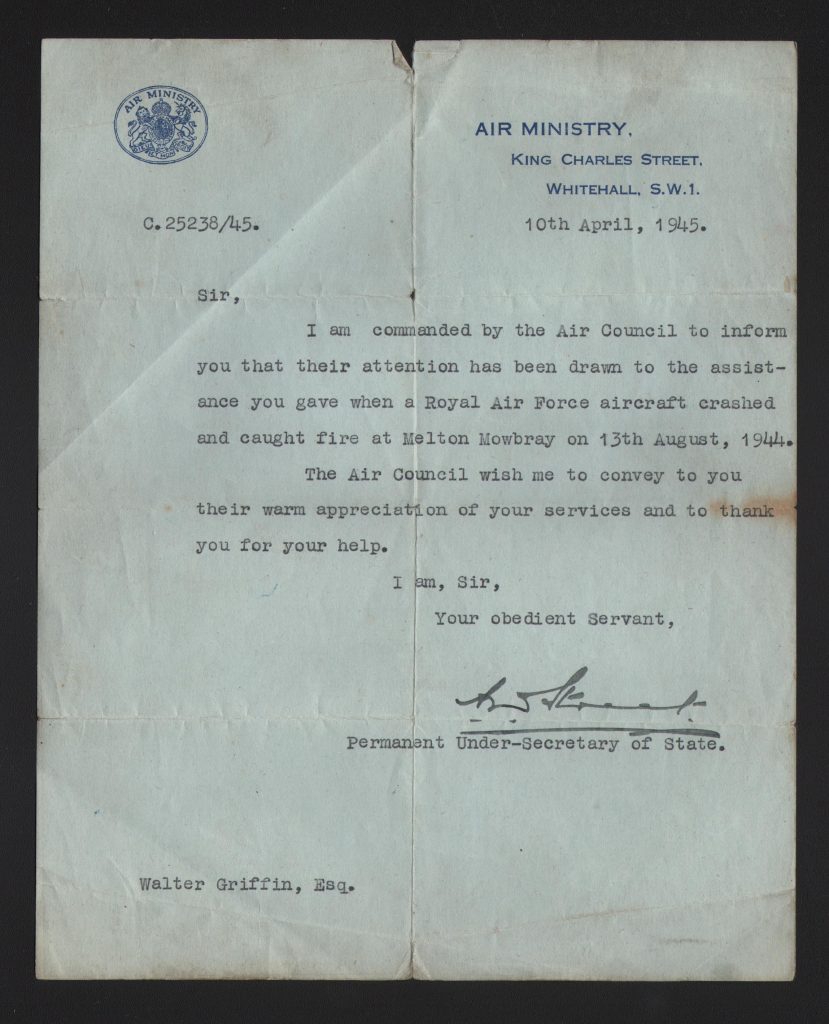 AIR MINISTRY
AIR MINISTRY,
KING CHARLES STREET,
WHITEHALL, S.W.1.
C.25238/45.
10th April, 1945.
Sir,
I am commanded by the Air Council to inform
you that their attention has been drawn to the assist-
ance you gave when a Royal Air Force aircraft crashed
and caught fire at Melton Mowbray on 13th August, 1944.
The Air Council wish me to convey to you
their warm appreciation of your services and to thank
you for your help.
I am, Sir,
Your obedient Servant,
Street
Permanent Under-Secretary of State.
Walter Griffin, Esq.